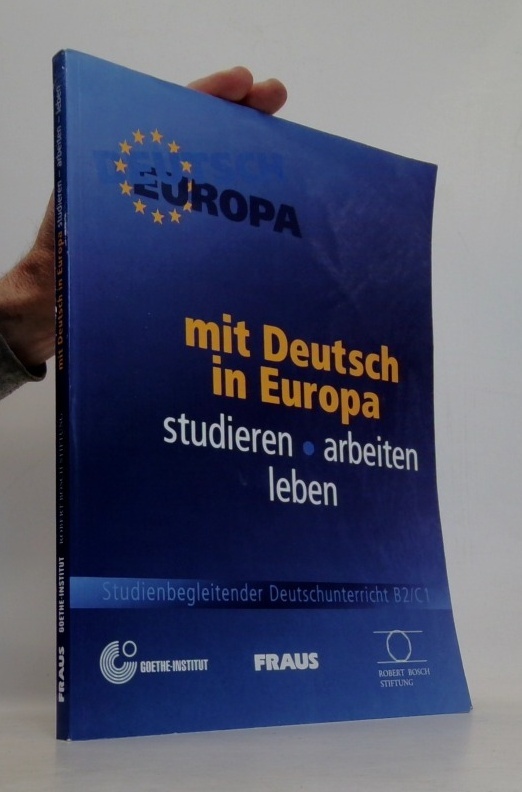 DEUTSCH
EUROPA
mit Deutsch
in Europa
studieren • arbeiten
leben
Studienbegleitender Deutschunterricht B2/C1
GOETHE-INSTITUT
FRAUS
ROBERT BOSCH
STIFTUNG
mit Deutsch in Europa studieren – arbeiten – leben
ROBERT BOSCH STIFTUNG
GOETHE-INSTITUT
FRAUS